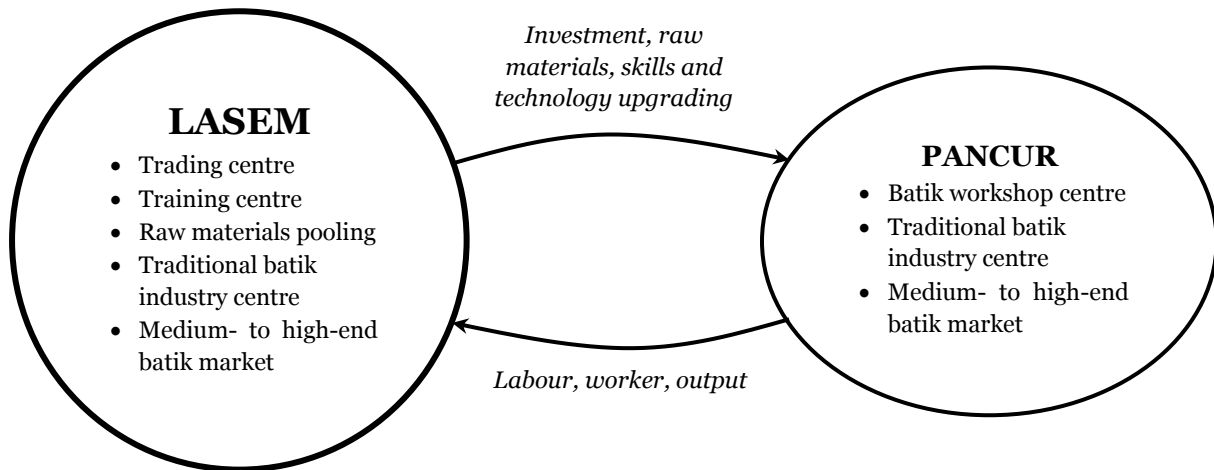 Investment, raw
materials, skills and
technology upgrading
LASEM
• Trading centre
• Training centre
• Raw materials pooling
• Traditional batik
industry centre
• Medium- to high-end
batik market
PANCUR
• Batik workshop centre
• Traditional batik
industry centre
• Medium- to high-end
batik market
Labour, worker, output